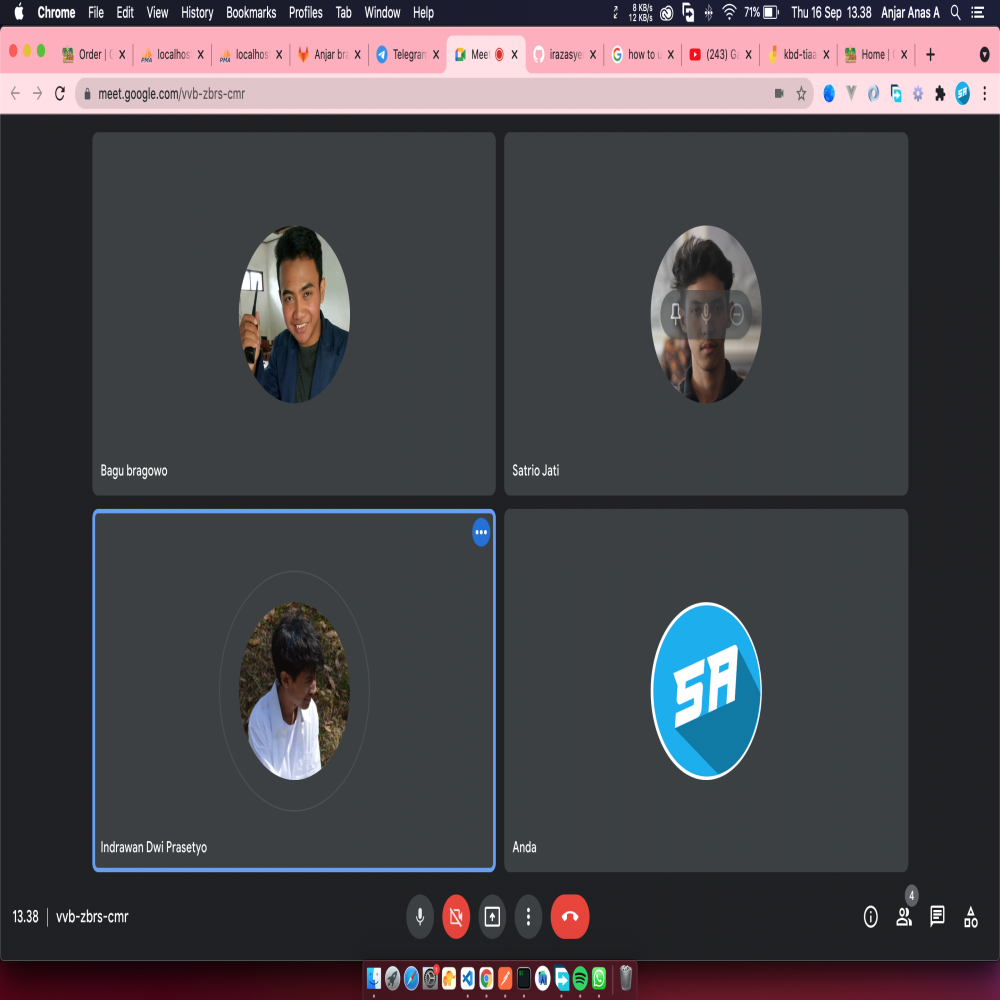 Chrome File Edit View History Bookmarks Profiles Tab Window Help 8 KB/s 12 KB/s 71% Thu 16 Sep 13.38 Anjar Anas A
Order | localhos PMA localhos PMA Anjar bra Telegram Meet irazasye how to u (243) G kbd-tiaa Home |
meet.google.com/vvb-zbrs-cmr SA
Bagu bragowo
Satrio Jati
SA
Indrawan Dwi Prasetyo
Anda
13.38 | vvb-zbrs-cmr
4